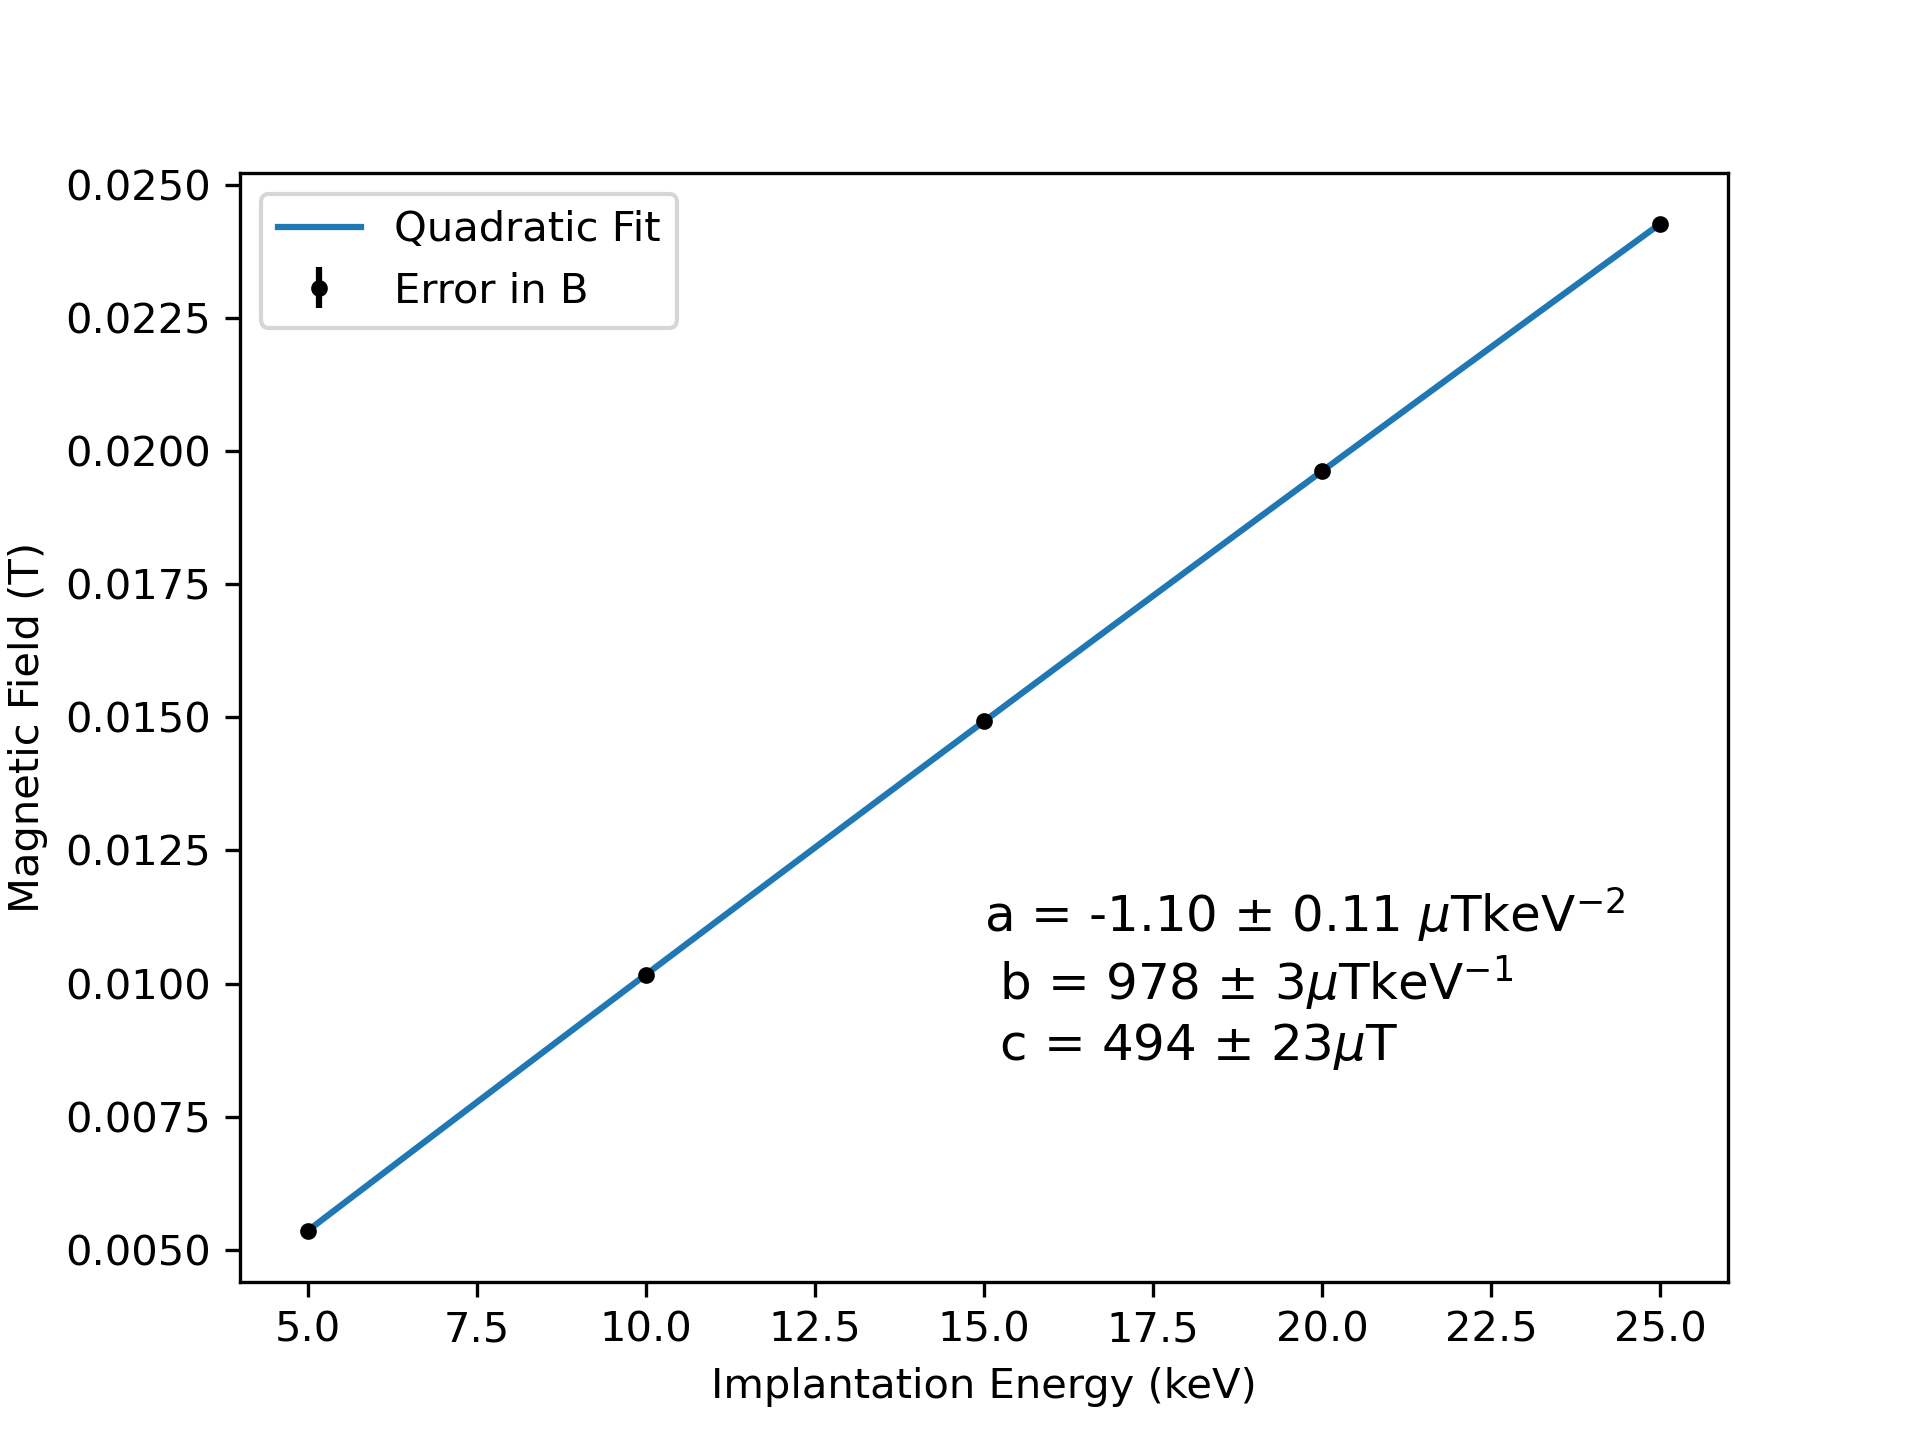 0.0250
0.0225
0.0200
0.0175
0.0150
0.0125
0.0100
0.0075
0.0050
Magnetic Field (T)
Quadratic Fit
Error in B
a = -1.10 ± 0.11 μTkeV⁻²
b = 978 ± 3μTkeV⁻¹
c = 494 ± 23μT
5.0 7.5 10.0 12.5 15.0 17.5 20.0 22.5 25.0
Implantation Energy (keV)